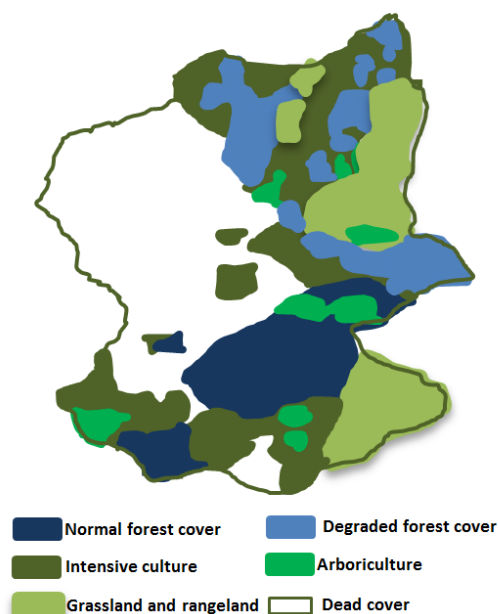 Normal forest cover
Degraded forest cover
Intensive culture
Arboriculture
Grassland and rangeland
Dead cover